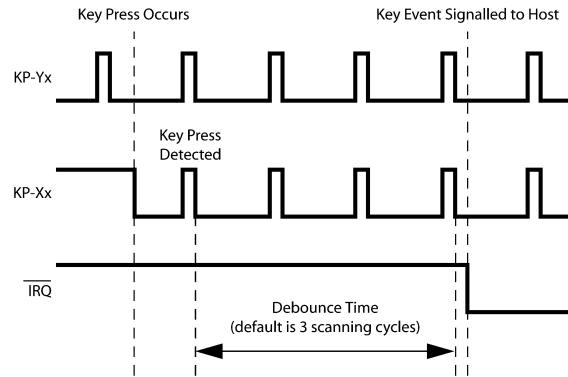 Key Press Occurs
Key Event Signalled to Host
KP-Yx
Key Press
Detected
KP-Xx
IRQ
Debounce Time
(default is 3 scanning cycles)